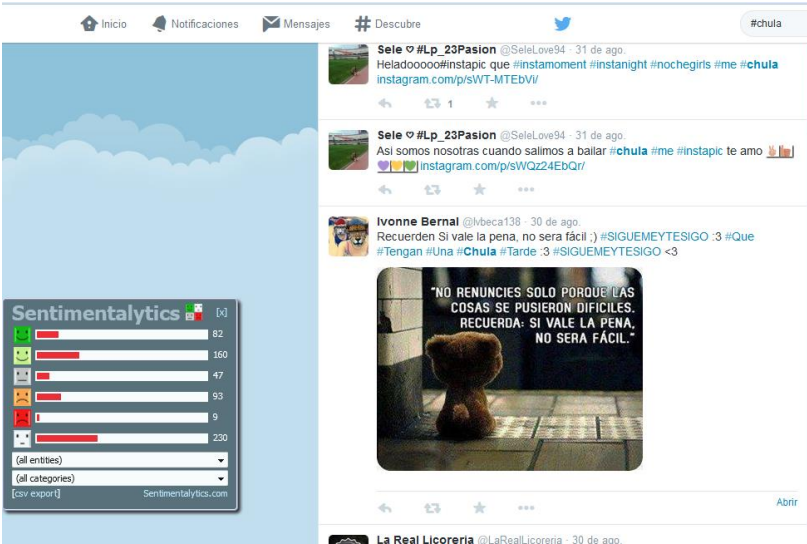 Inicio Notificaciones Mensajes Descubre #chula
Sele ♡ #Lp_23Pasion @SeleLove94 · 31 de ago.
Heladooooo#instapic que #instamoment #instanight #nochegirls #me #chula
instagram.com/p/sWT-MTEbVi/
1
Sele ♡ #Lp_23Pasion @SeleLove94 · 31 de ago.
Asi somos nosotras cuando salimos a bailar #chula #me #instapic te amo
instagram.com/p/sWQz24EbQr/
Ivonne Bernal @lvbeca138 · 30 de ago.
Recuerden Si vale la pena, no sera fácil ;) #SIGUEMEYTESIGO :3 #Que
#Tengan #Una #Chula #Tarde :3 #SIGUEMEYTESIGO <3
"NO RENUNCIES SOLO PORQUE LAS
COSAS SE PUSIERON DIFICILES.
RECUERDA: SI VALE LA PENA,
NO SERA FÁCIL."
Abrir
La Real Licoreria @LaRealLicoreria · 30 de ago.
Sentimentalytics [x]
82
160
47
93
9
230
(all entities)
(all categories)
[csv export] Sentimentalytics.com